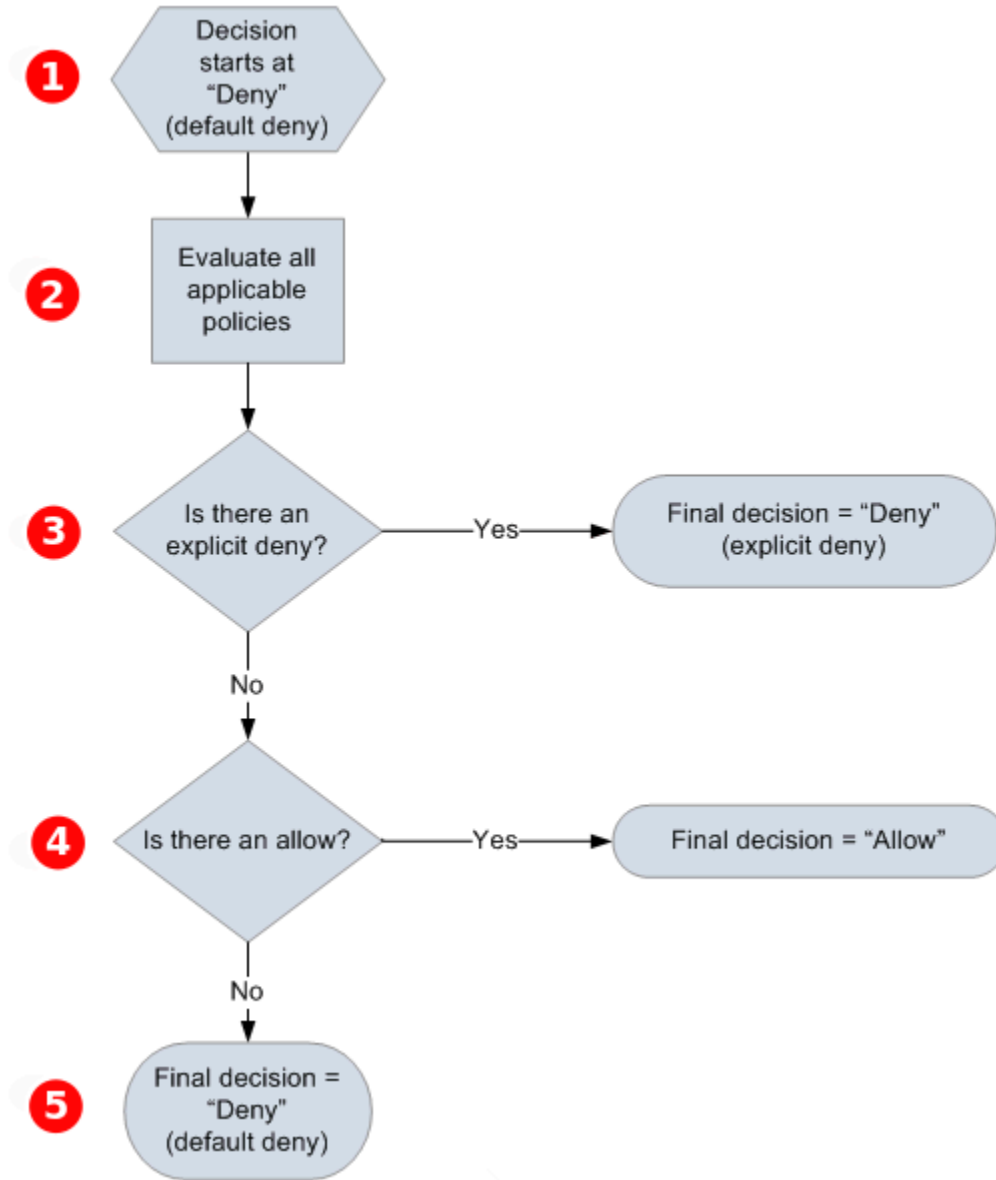 1
Decision
starts at
“Deny”
(default deny)
2
Evaluate all
applicable
policies
3
Is there an
explicit deny?
Yes
Final decision = “Deny”
(explicit deny)
No
4
Is there an allow?
Yes
Final decision = “Allow”
No
5
Final decision =
“Deny”
(default deny)